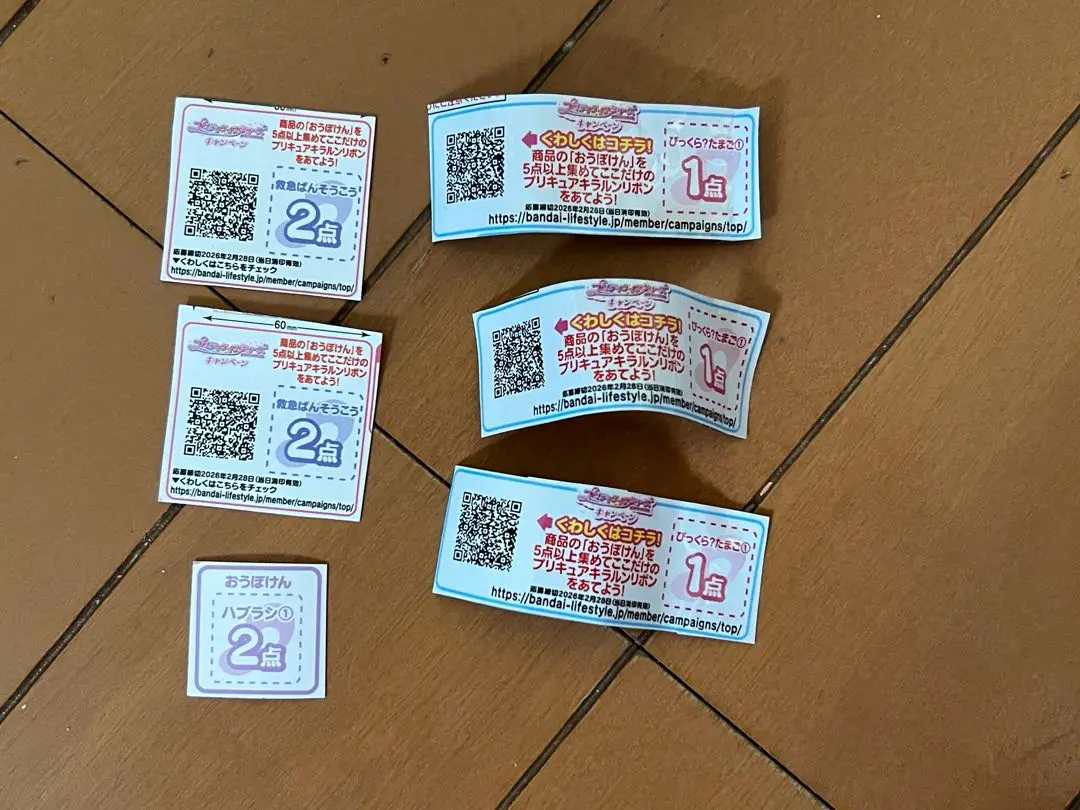 60mm
キャンペーン
商品の「おうぼけん」を
5点以上集めてここだけの
プリキュアキラルンリボン
をあてよう!
救急ばんそうこう
2点
応募締切2026年2月28日(当日消印有効)
▼くわしくはこちらをチェック
https://bandai-lifestyle.jp/member/campaigns/top/
60mm
キャンペーン
商品の「おうぼけん」を
5点以上集めてここだけの
プリキュアキラルンリボン
をあてよう!
救急ばんそうこう
2点
応募締切2026年2月28日(当日消印有効)
▼くわしくはこちらをチェック
https://bandai-lifestyle.jp/member/campaigns/top/
おうぼけん
ハブラシ①
2点
キャンペーン
くわしくはコチラ!
商品の「おうぼけん」を
5点以上集めてここだけの
プリキュアキラルンリボン
をあてよう!
応募締切2026年2月28日(当日消印有効)
https://bandai-lifestyle.jp/member/campaigns/top/
びっくら?たまご①
1点
キャンペーン
くわしくはコチラ!
商品の「おうぼけん」を
5点以上集めてここだけの
プリキュアキラルンリボン
をあてよう!
応募締切2026年2月28日(当日消印有効)
https://bandai-lifestyle.jp/member/campaigns/top/
びっくら?たまご①
1点
キャンペーン
くわしくはコチラ!
商品の「おうぼけん」を
5点以上集めてここだけの
プリキュアキラルンリボン
をあてよう!
応募締切2026年2月28日(当日消印有効)
https://bandai-lifestyle.jp/member/campaigns/top/
びっくら?たまご①
1点